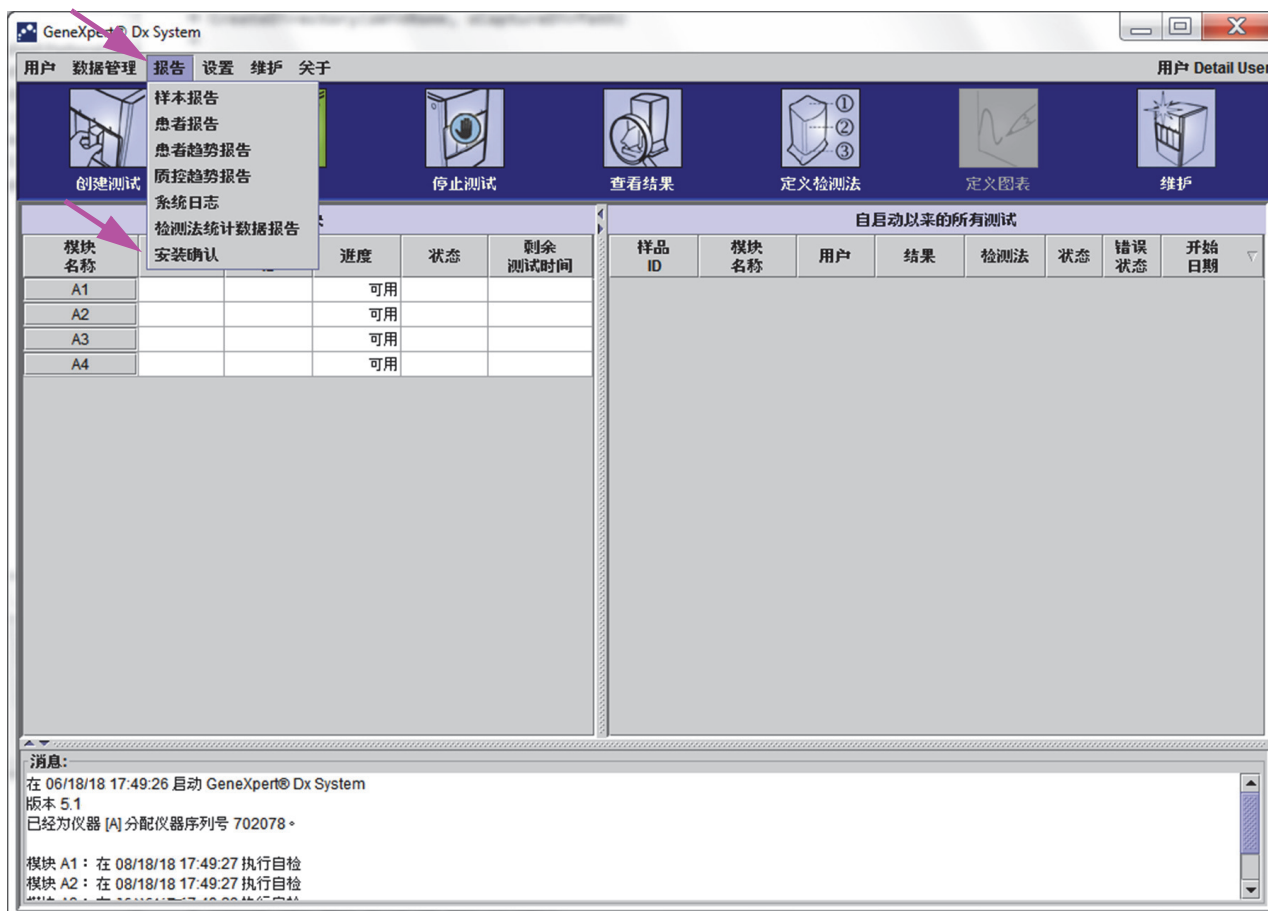 GeneXpert® Dx System
用户 数据管理 报告 设置 维护 关于
用户 Detail User
样本报告
患者报告
患者趋势报告
质控趋势报告
系统日志
检测法统计数据报告
安装确认
创建测试
停止测试
查看结果
定义检测法
定义图表
维护
自启动以来的所有测试
模块名称
进度
状态
剩余测试时间
样品ID
模块名称
用户
结果
检测法
状态
错误状态
开始日期
A1 可用
A2 可用
A3 可用
A4 可用
消息:
在 06/18/18 17:49:26 启动 GeneXpert® Dx System
版本 5.1
已经为仪器 [A] 分配仪器序列号 702078。
模块 A1：在 08/18/18 17:49:27 执行自检
模块 A2：在 08/18/18 17:49:27 执行自检